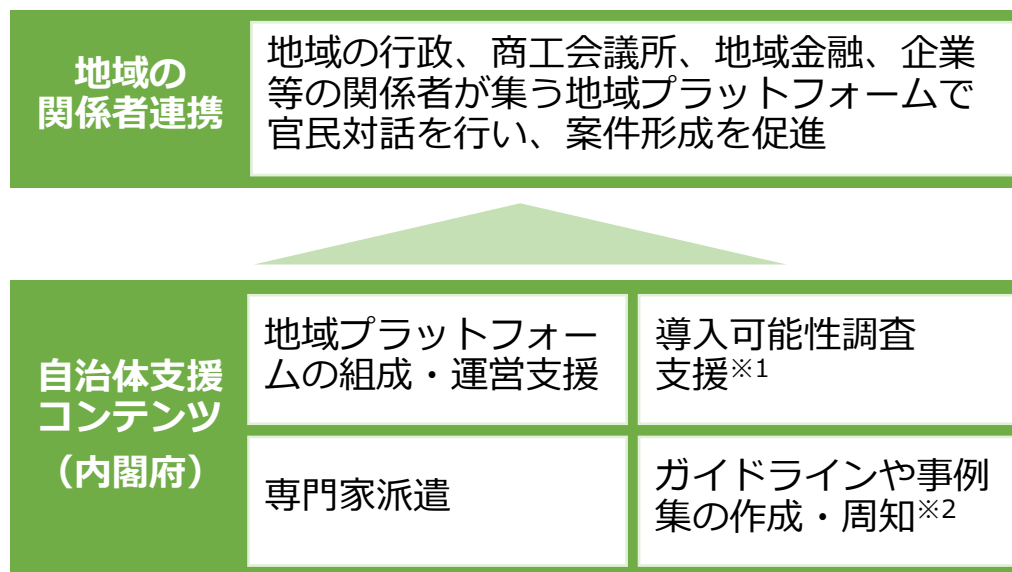 地域の
関係者連携
地域の行政、商工会議所、地域金融、企業
等の関係者が集う地域プラットフォームで
官民対話を行い、案件形成を促進
自治体支援
コンテンツ
（内閣府）
地域プラットフォー
ムの組成・運営支援
導入可能性調査
支援※1
専門家派遣
ガイドラインや事例
集の作成・周知※2